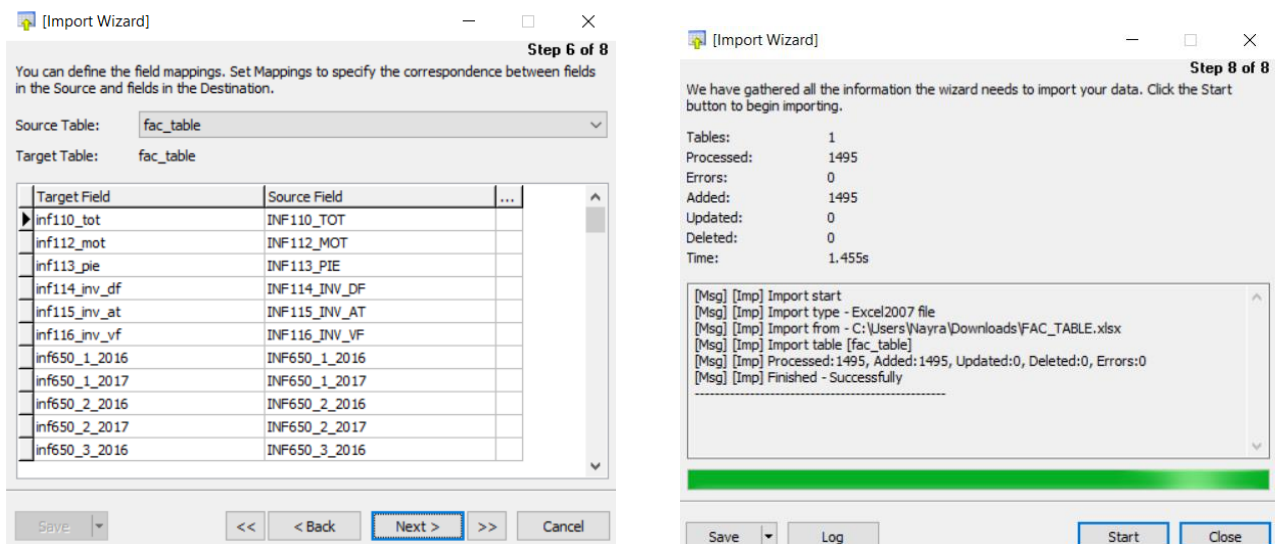 [Import Wizard]
Step 6 of 8
You can define the field mappings. Set Mappings to specify the correspondence between fields
in the Source and fields in the Destination.
Source Table: fac_table
Target Table: fac_table
Target Field Source Field ...
inf110_tot INF110_TOT
inf112_mot INF112_MOT
inf113_pie INF113_PIE
inf114_inv_df INF114_INV_DF
inf115_inv_at INF115_INV_AT
inf116_inv_vf INF116_INV_VF
inf650_1_2016 INF650_1_2016
inf650_1_2017 INF650_1_2017
inf650_2_2016 INF650_2_2016
inf650_2_2017 INF650_2_2017
inf650_3_2016 INF650_3_2016
Save << < Back Next > >> Cancel
[Import Wizard]
Step 8 of 8
We have gathered all the information the wizard needs to import your data. Click the Start
button to begin importing.
Tables: 1
Processed: 1495
Errors: 0
Added: 1495
Updated: 0
Deleted: 0
Time: 1.455s
[Msg] [Imp] Import start
[Msg] [Imp] Import type - Excel2007 file
[Msg] [Imp] Import from - C:\Users\Nayra\Downloads\FAC_TABLE.xlsx
[Msg] [Imp] Import table [fac_table]
[Msg] [Imp] Processed:1495, Added:1495, Updated:0, Deleted:0, Errors:0
[Msg] [Imp] Finished - Successfully
--------------------------------------------------
Save Log Start Close